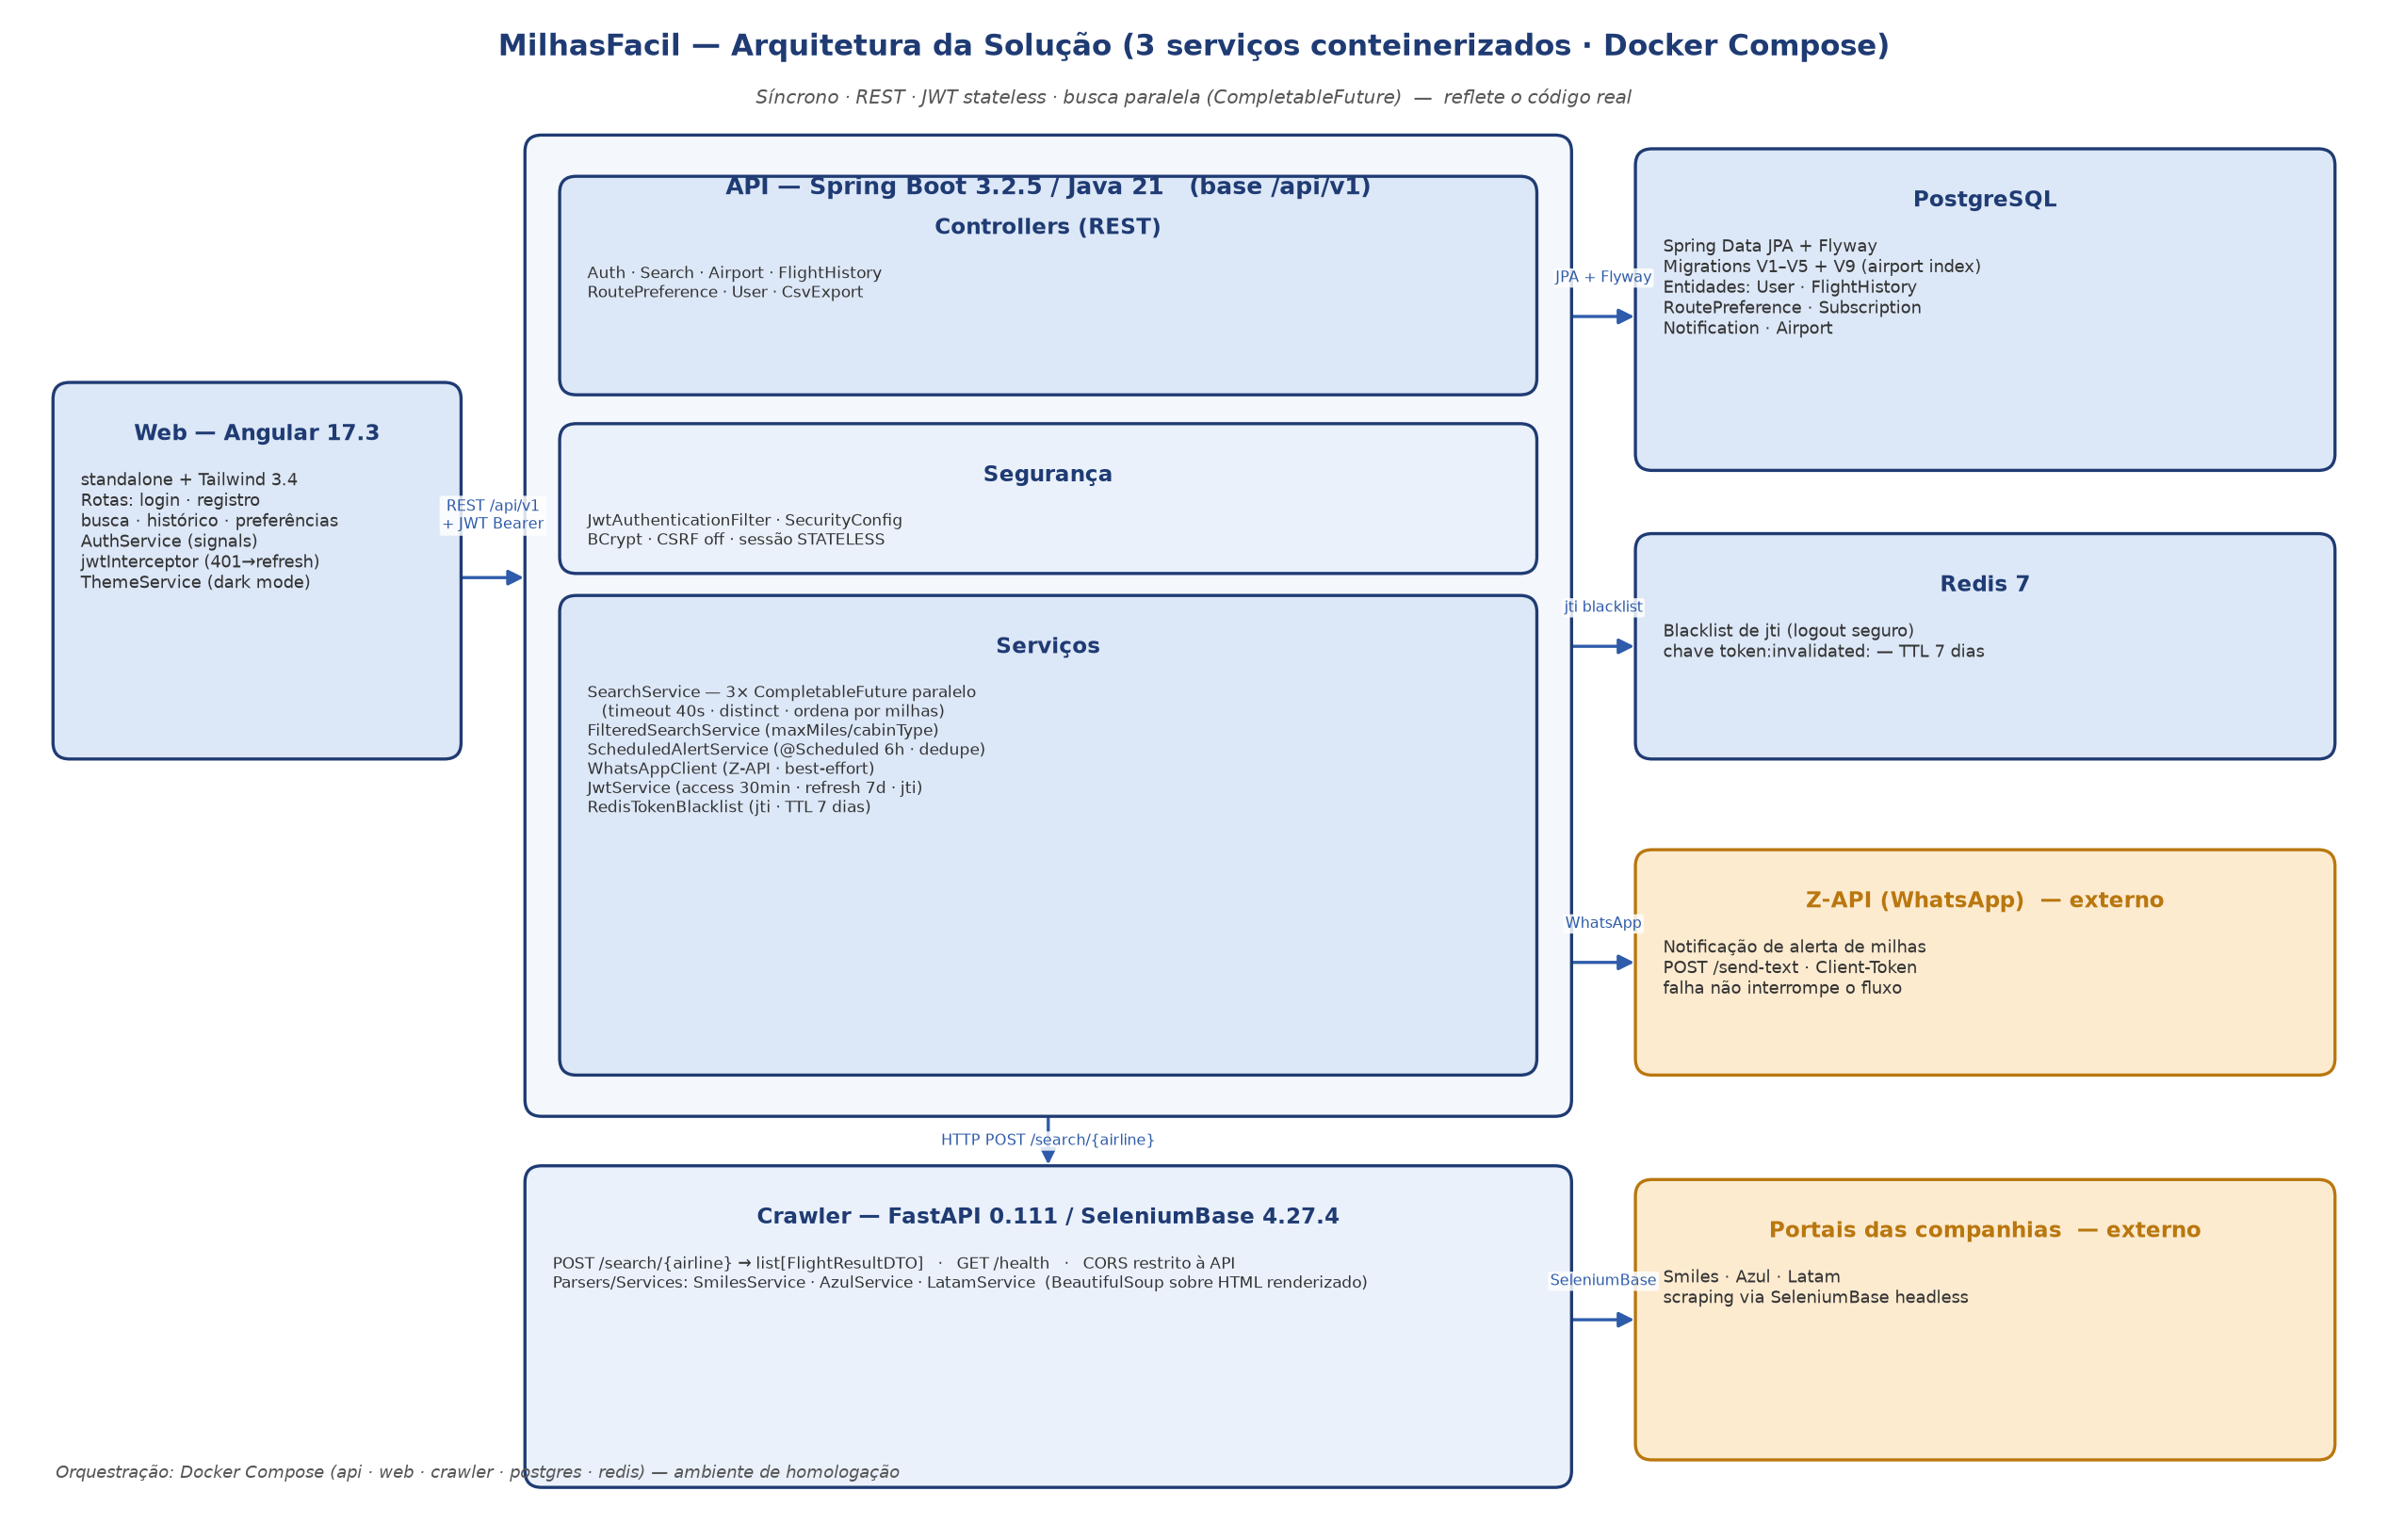 MilhasFacil — Arquitetura da Solução (3 serviços conteinerizados · Docker Compose)
Síncrono · REST · JWT stateless · busca paralela (CompletableFuture)  —  reflete o código real
Web — Angular 17.3
standalone + Tailwind 3.4
Rotas: login · registro
busca · histórico · preferências
AuthService (signals)
jwtInterceptor (401→refresh)
ThemeService (dark mode)
REST /api/v1
+ JWT Bearer
API — Spring Boot 3.2.5 / Java 21   (base /api/v1)
Controllers (REST)
Auth · Search · Airport · FlightHistory
RoutePreference · User · CsvExport
Segurança
JwtAuthenticationFilter · SecurityConfig
BCrypt · CSRF off · sessão STATELESS
Serviços
SearchService — 3× CompletableFuture paralelo
(timeout 40s · distinct · ordena por milhas)
FilteredSearchService (maxMiles/cabinType)
ScheduledAlertService (@Scheduled 6h · dedupe)
WhatsAppClient (Z-API · best-effort)
JwtService (access 30min · refresh 7d · jti)
RedisTokenBlacklist (jti · TTL 7 dias)
JPA + Flyway
PostgreSQL
Spring Data JPA + Flyway
Migrations V1–V5 + V9 (airport index)
Entidades: User · FlightHistory
RoutePreference · Subscription
Notification · Airport
jti blacklist
Redis 7
Blacklist de jti (logout seguro)
chave token:invalidated: — TTL 7 dias
WhatsApp
Z-API (WhatsApp)  — externo
Notificação de alerta de milhas
POST /send-text · Client-Token
falha não interrompe o fluxo
HTTP POST /search/{airline}
Crawler — FastAPI 0.111 / SeleniumBase 4.27.4
POST /search/{airline} → list[FlightResultDTO]   ·   GET /health   ·   CORS restrito à API
Parsers/Services: SmilesService · AzulService · LatamService  (BeautifulSoup sobre HTML renderizado)
SeleniumBase
Portais das companhias  — externo
Smiles · Azul · Latam
scraping via SeleniumBase headless
Orquestração: Docker Compose (api · web · crawler · postgres · redis) — ambiente de homologação